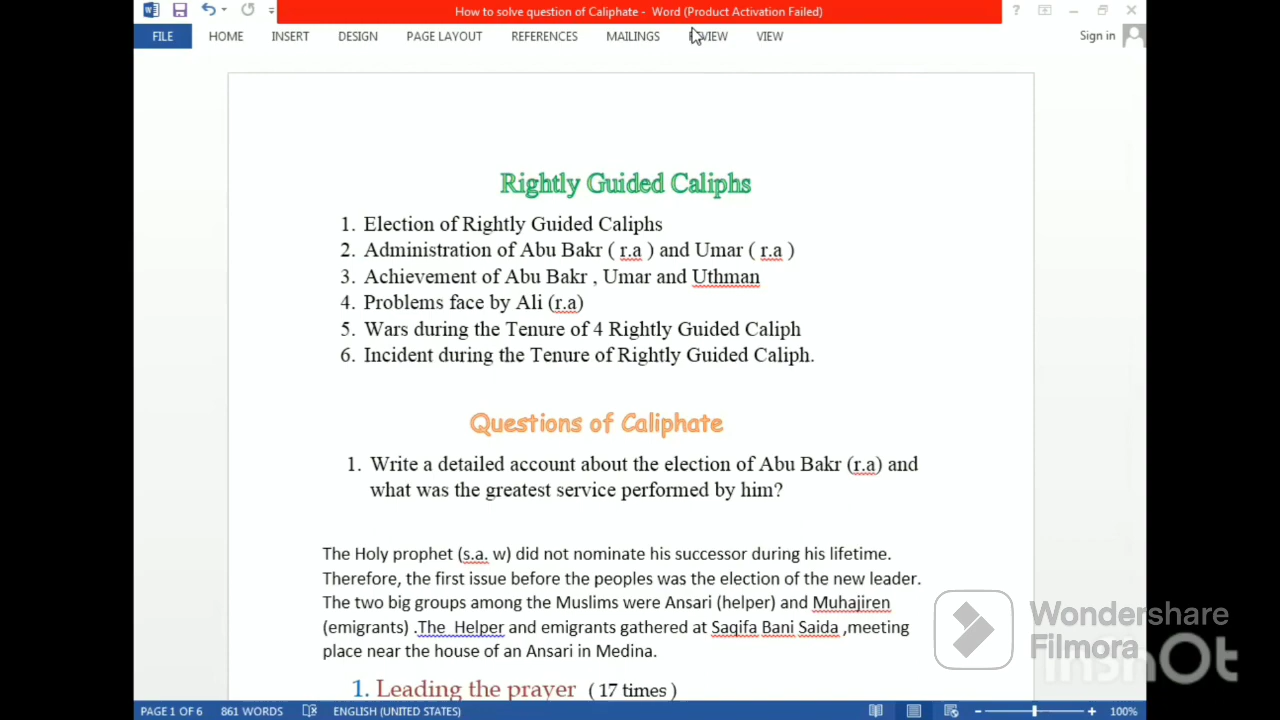 How to solve question of Caliphate - Word (Product Activation Failed)
FILE HOME INSERT DESIGN PAGE LAYOUT REFERENCES MAILINGS REVIEW VIEW Sign in
Rightly Guided Caliphs
1. Election of Rightly Guided Caliphs
2. Administration of Abu Bakr ( r.a ) and Umar ( r.a )
3. Achievement of Abu Bakr , Umar and Uthman
4. Problems face by Ali (r.a)
5. Wars during the Tenure of 4 Rightly Guided Caliph
6. Incident during the Tenure of Rightly Guided Caliph.
Questions of Caliphate
1. Write a detailed account about the election of Abu Bakr (r.a) and
what was the greatest service performed by him?
The Holy prophet (s.a. w) did not nominate his successor during his lifetime.
Therefore, the first issue before the peoples was the election of the new leader.
The two big groups among the Muslims were Ansari (helper) and Muhajiren
(emigrants) .The Helper and emigrants gathered at Saqifa Bani Saida ,meeting
place near the house of an Ansari in Medina.
1. Leading the prayer ( 17 times )
Wondershare
Filmora
InShOt
PAGE 1 OF 6 861 WORDS ENGLISH (UNITED STATES) 100%